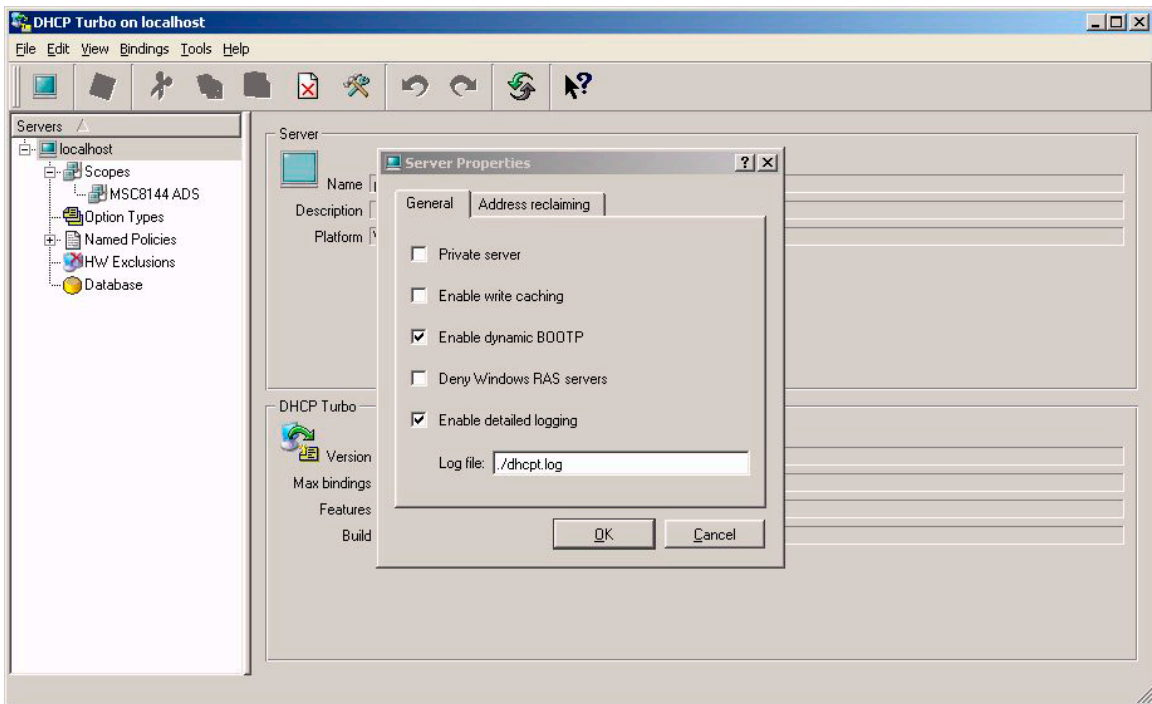 DHCP Turbo on localhost
File Edit View Bindings Tools Help
Servers
localhost
Scopes
MSC8144 ADS
Option Types
Named Policies
HW Exclusions
Database
Server
Name
Description
Platform
DHCP Turbo
Version
Max bindings
Features
Build
Server Properties
General Address reclaiming
Private server
Enable write caching
Enable dynamic BOOTP
Deny Windows RAS servers
Enable detailed logging
Log file: ./dhcpt.log
OK Cancel